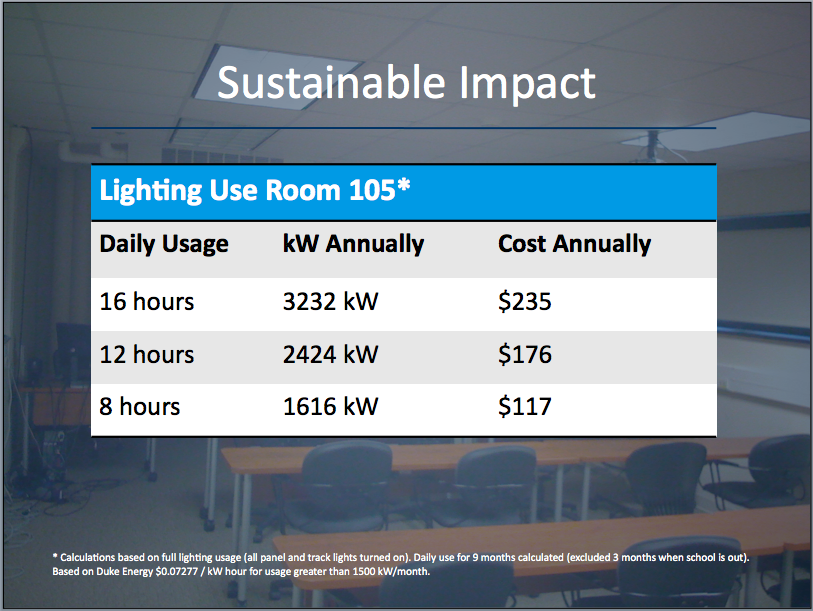 Sustainable Impact
Lighting Use Room 105*
Daily Usage kW Annually Cost Annually
16 hours 3232 kW $235
12 hours 2424 kW $176
8 hours 1616 kW $117
* Calculations based on full lighting usage (all panel and track lights turned on). Daily use for 9 months calculated (excluded 3 months when school is out).
Based on Duke Energy $0.07277 / kW hour for usage greater than 1500 kW/month.